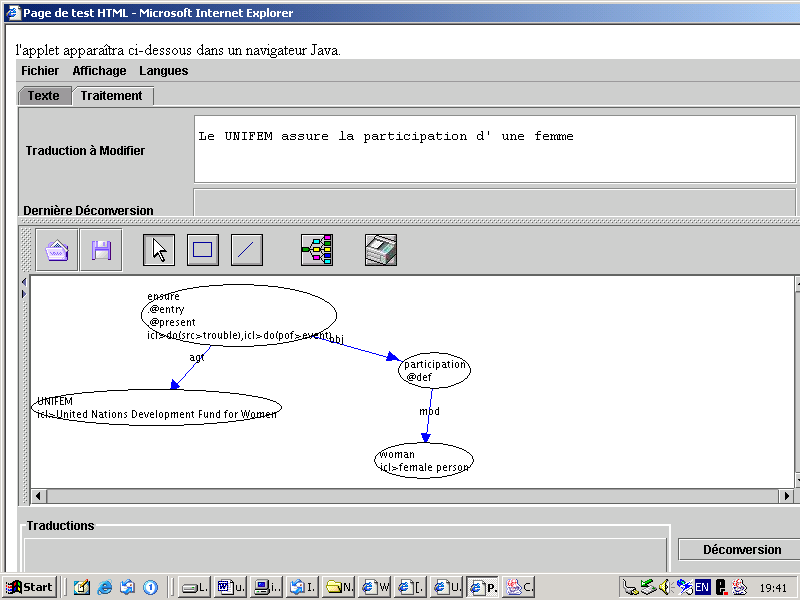 Page de test HTML - Microsoft Internet Explorer
l'applet apparaîtra ci-dessous dans un navigateur Java.
Fichier Affichage Langues
Texte Traitement
Traduction à Modifier
Le UNIFEM assure la participation d' une femme
Dernière Déconversion
ensure
.@entry
.@present
icl>do(src>trouble),icl>do(pof>event)
obj
agt
participation
.@def
UNIFEM
icl>United Nations Development Fund for Women
mod
woman
icl>female person
Traductions
Déconversion
Start L. u. i.. I. N. W [. U. P. C. EN 19:41